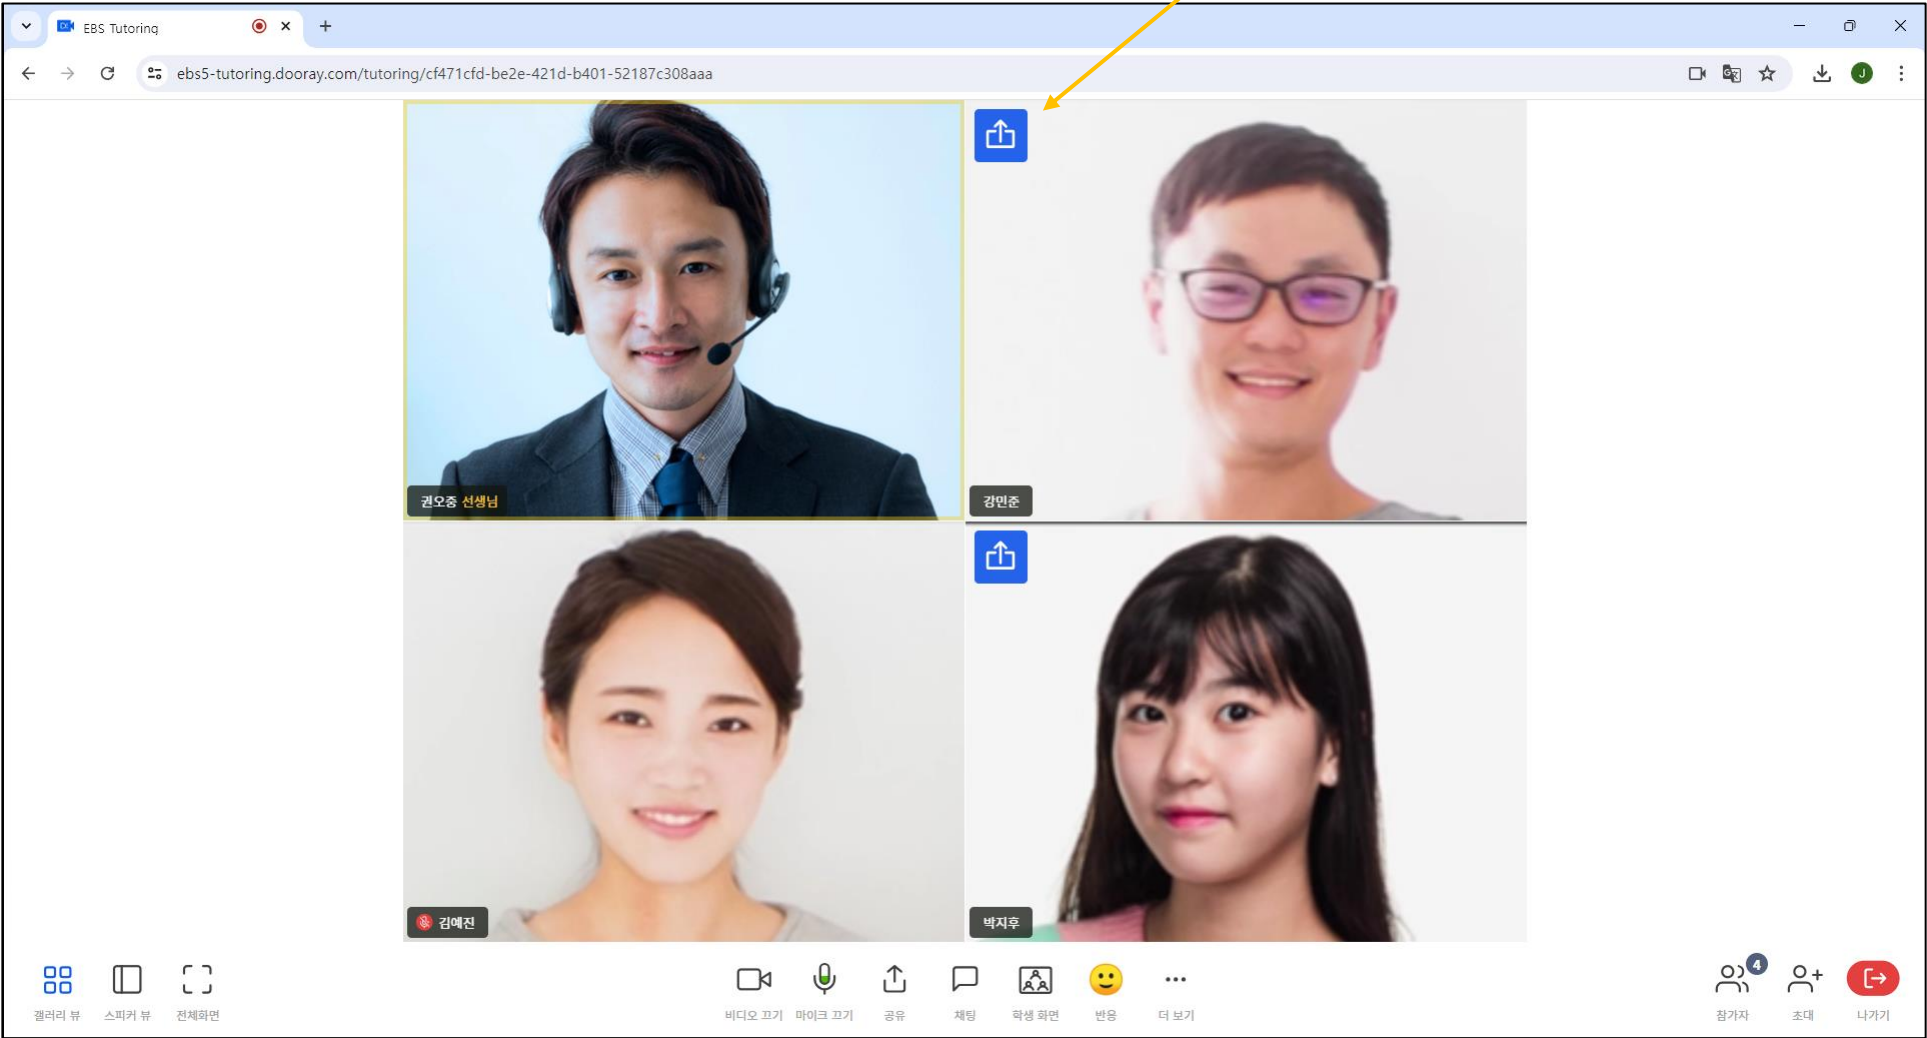 EBS Tutoring
ebs5-tutoring.dooray.com/tutoring/cf471cfd-be2e-421d-b401-52187c308aaa
J
권오중 선생님
강민준
김예진
박지후
4
갤러리 뷰 스피커 뷰 전체화면 비디오 끄기 마이크 끄기 공유 채팅 학생 화면 반응 더 보기 참가자 초대 나가기